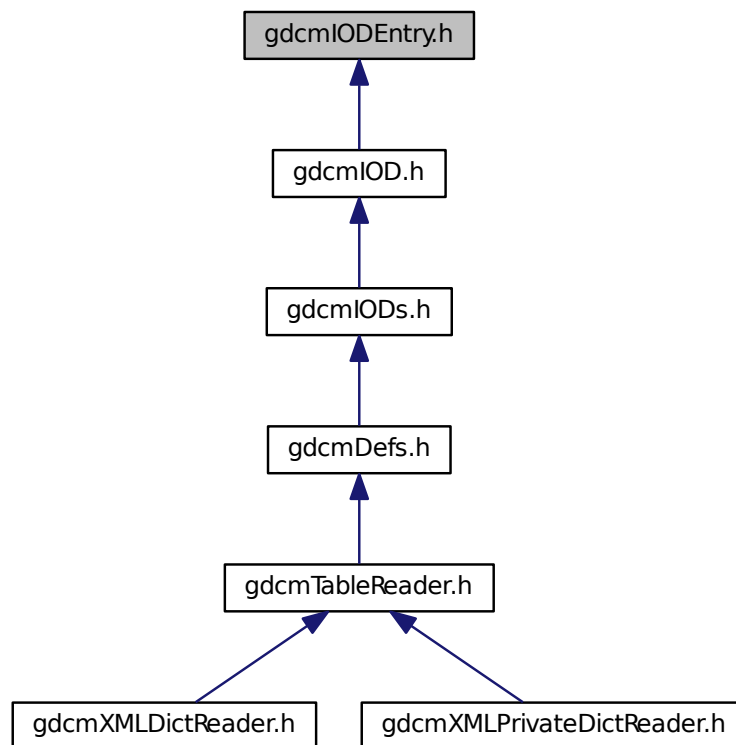 gdcmIODEntry.h
gdcmIOD.h
gdcmIODs.h
gdcmDefs.h
gdcmTableReader.h
gdcmXMLDictReader.h
gdcmXMLPrivateDictReader.h